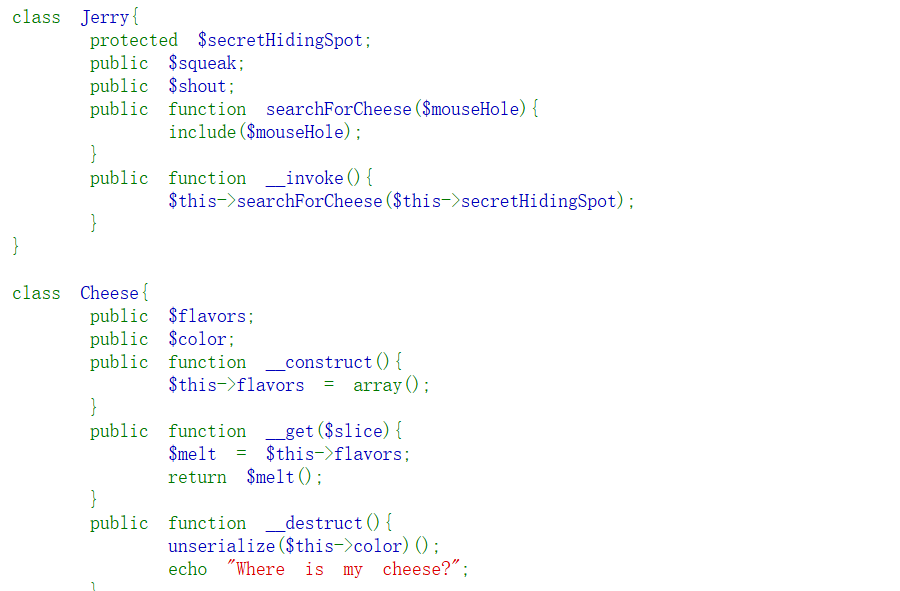 class Jerry{
protected $secretHidingSpot;
public $squeak;
public $shout;
public function searchForCheese($mouseHole){
include($mouseHole);
}
public function __invoke(){
$this->searchForCheese($this->secretHidingSpot);
}
}
class Cheese{
public $flavors;
public $color;
public function __construct(){
$this->flavors = array();
}
public function __get($slice){
$melt = $this->flavors;
return $melt();
}
public function __destruct(){
unserialize($this->color)();
echo "Where is my cheese?";
}